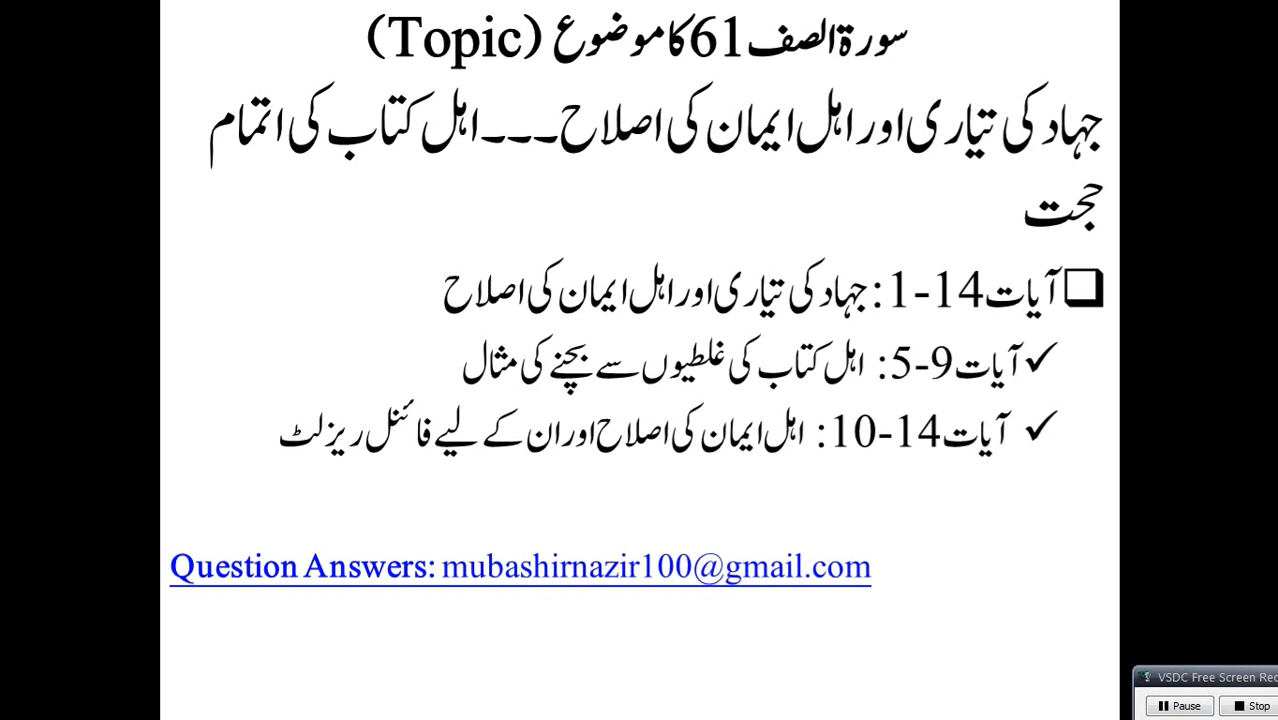 سورۃ الصف 61 کا موضوع (Topic)
جہاد کی تیاری اور اہل ایمان کی اصلاح۔۔۔اہل کتاب کی اتمام
حجت
آیات 14-1: جہاد کی تیاری اور اہل ایمان کی اصلاح
آیات 9-5: اہل کتاب کی غلطیوں سے بچنے کی مثال
آیات 14-10: اہل ایمان کی اصلاح اور ان کے لیے فائنل ریزلٹ
Question Answers: mubashirnazir100@gmail.com
VSDC Free Screen Rec
Pause Stop